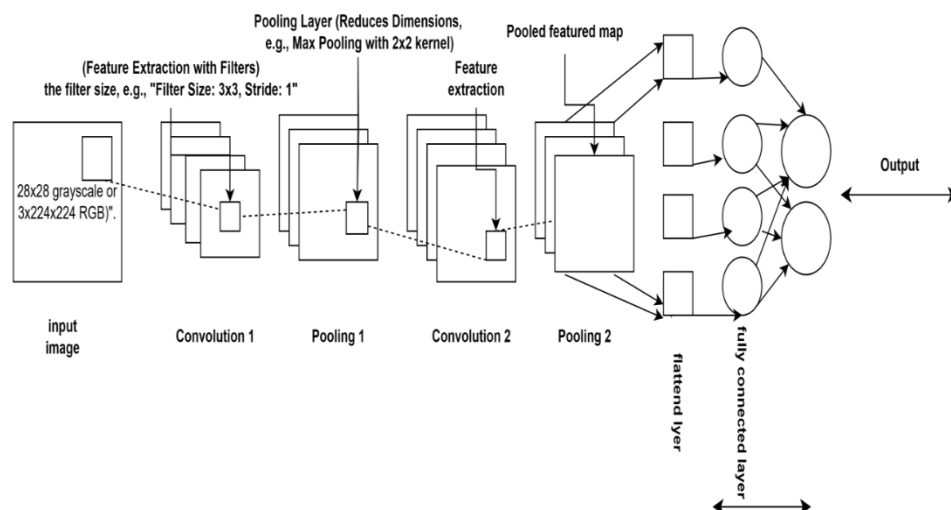 Pooling Layer (Reduces Dimensions,
e.g., Max Pooling with 2x2 kernel)
Pooled featured map
(Feature Extraction with Filters)
the filter size, e.g., "Filter Size: 3x3, Stride: 1"
Feature
extraction
28x28 grayscale or
3x224x224 RGB)".
Output
input
image
Convolution 1
Pooling 1
Convolution 2
Pooling 2
flattend lyer
fully connected layer